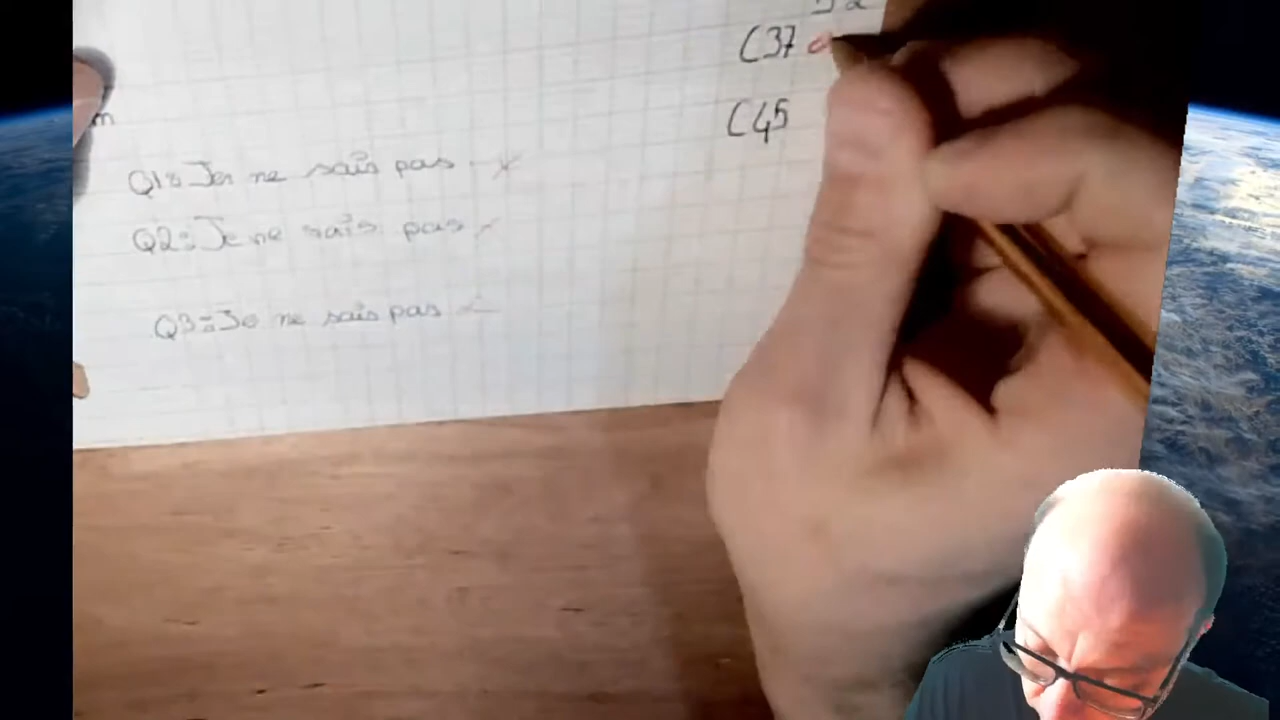 C37
m
C45
Q1: Je ne sais pas
Q2: Je ne sais pas
Q3: Je ne sais pas